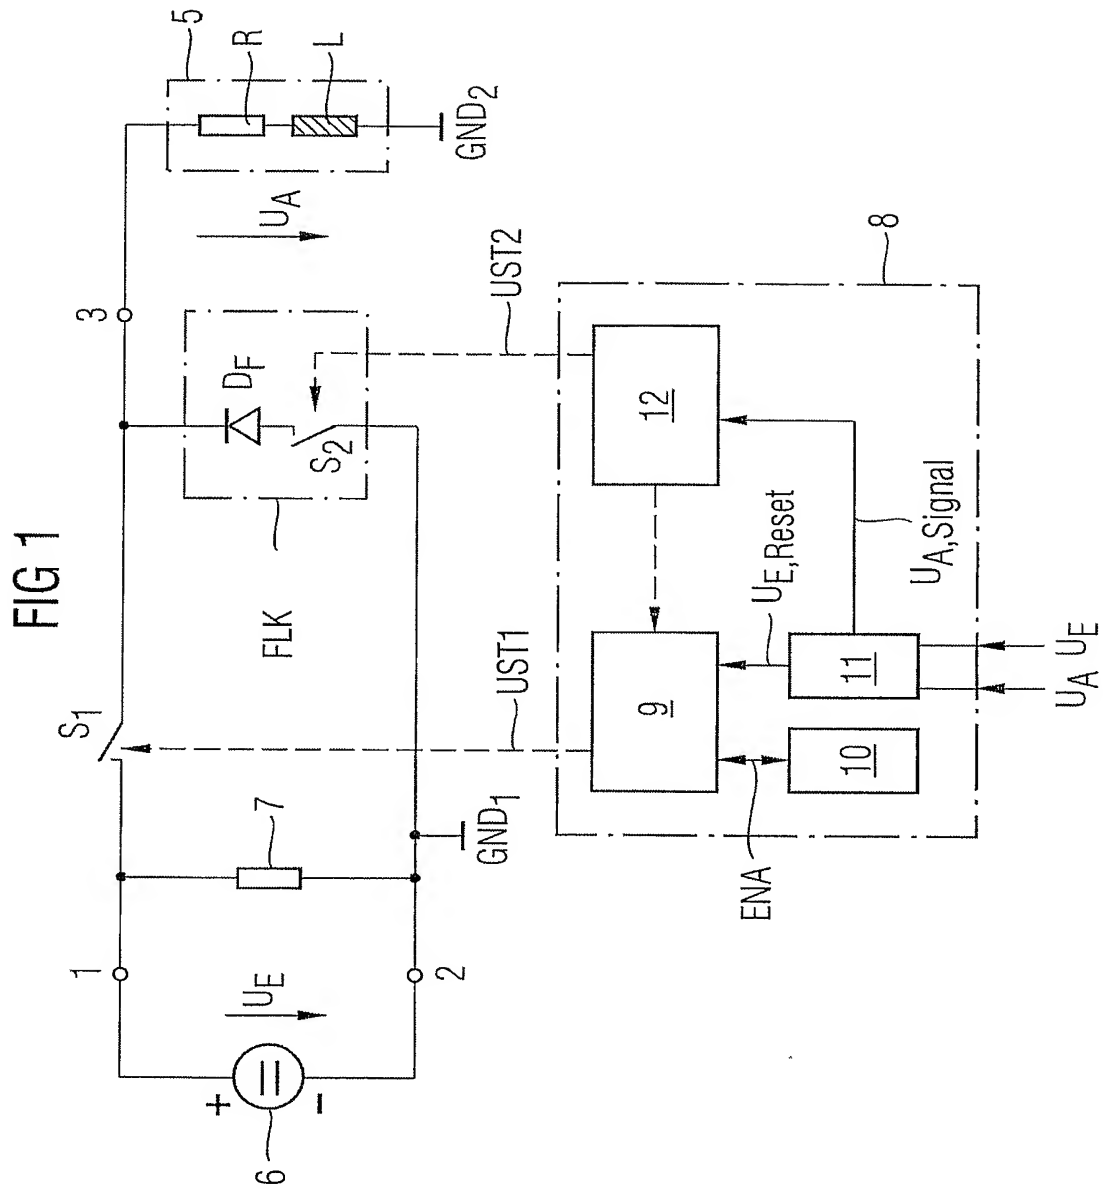 FIG 1
5
R
L
GND2
UA
3
DF
S2
FLK
S1
UST1
UST2
7
GND1
1
2
UE
+
-
6
8
12
UA,Signal
UE,Reset
9
11
10
ENA
UA
UE